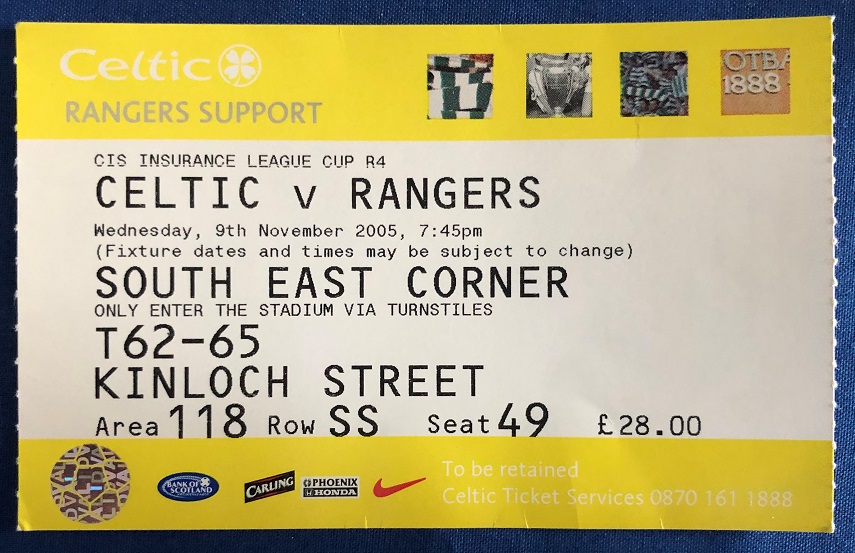 Celtic
RANGERS SUPPORT
OTBA
1888
CIS INSURANCE LEAGUE CUP R4
CELTIC v RANGERS
Wednesday, 9th November 2005, 7:45pm
(Fixture dates and times may be subject to change)
SOUTH EAST CORNER
ONLY ENTER THE STADIUM VIA TURNSTILES
T62-65
KINLOCH STREET
Area 118 Row SS Seat 49 £28.00
BANK OF
SCOTLAND
CARLING
PHOENIX
HONDA
To be retained
Celtic Ticket Services 0870 161 1888